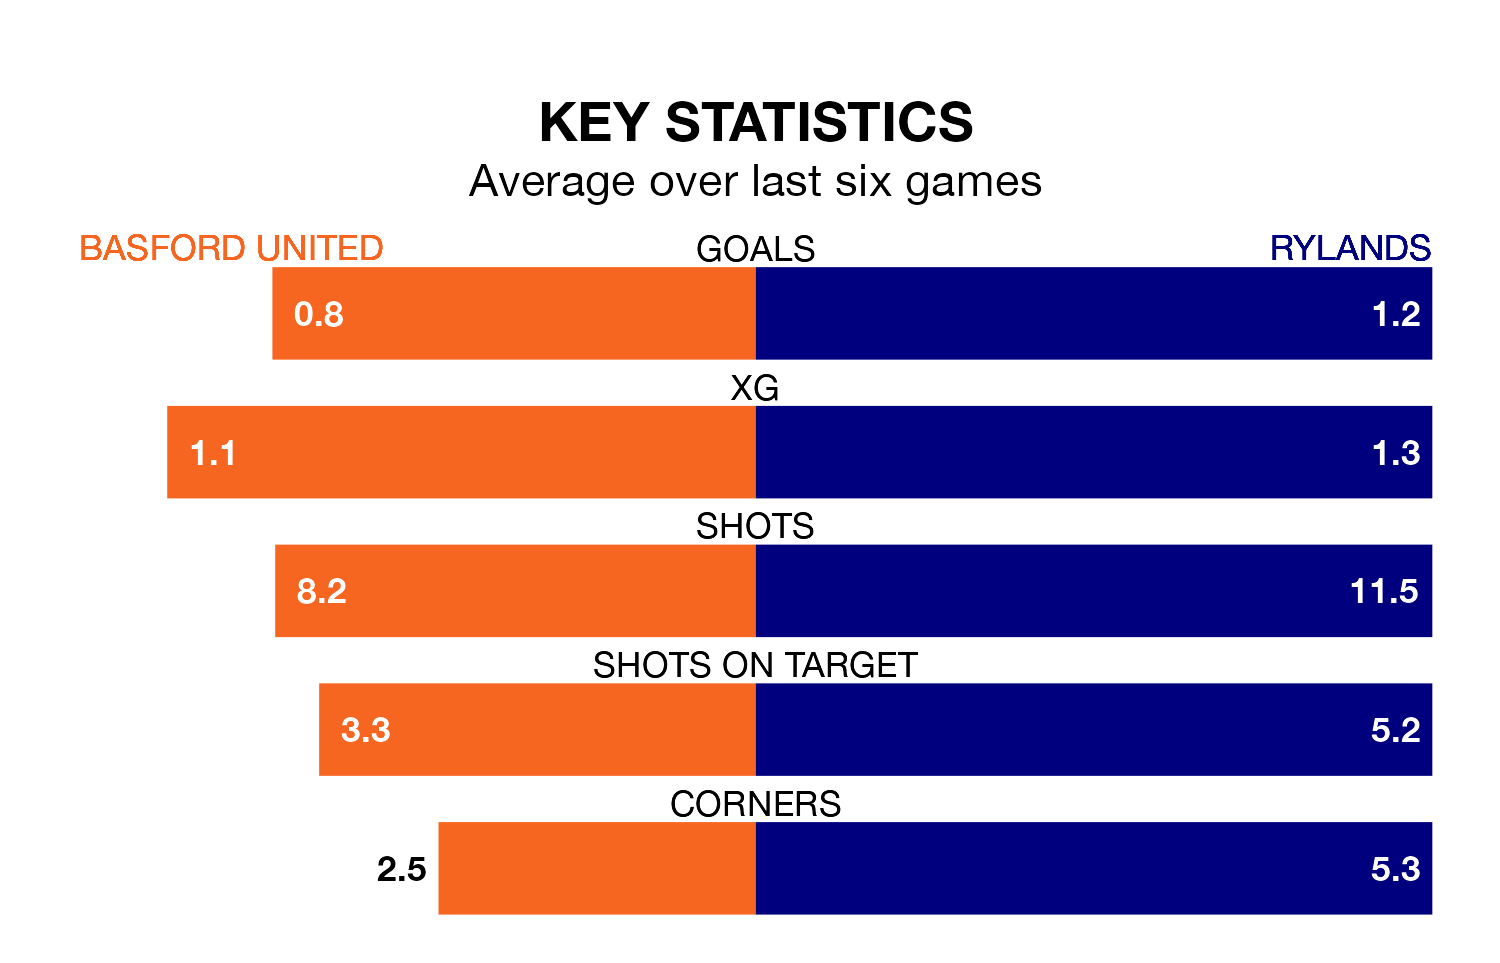 KEY STATISTICS
Average over last six games
BASFORD UNITED GOALS RYLANDS
0.8 1.2
XG
1.1 1.3
SHOTS
8.2 11.5
SHOTS ON TARGET
3.3 5.2
CORNERS
2.5 5.3